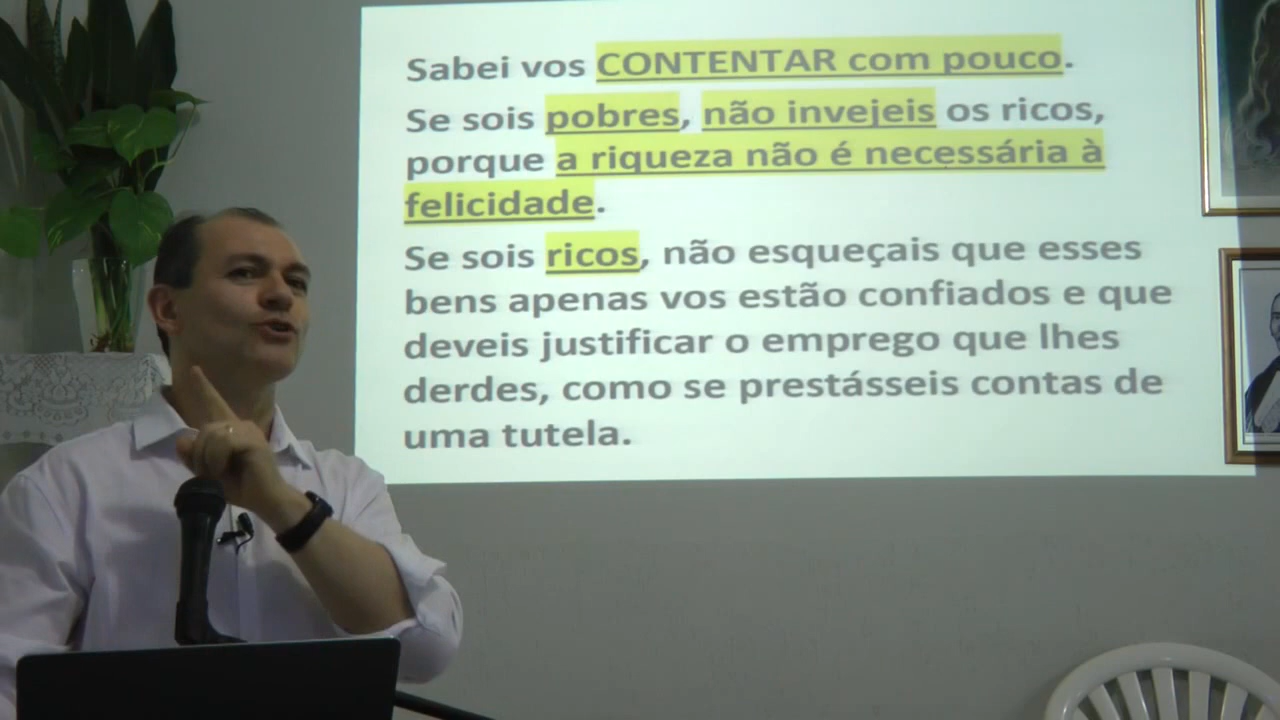 Sabei vos CONTENTAR com pouco.
Se sois pobres, não invejeis os ricos,
porque a riqueza não é necessária à
felicidade.
Se sois ricos, não esqueçais que esses
bens apenas vos estão confiados e que
deveis justificar o emprego que lhes
derdes, como se prestásseis contas de
uma tutela.